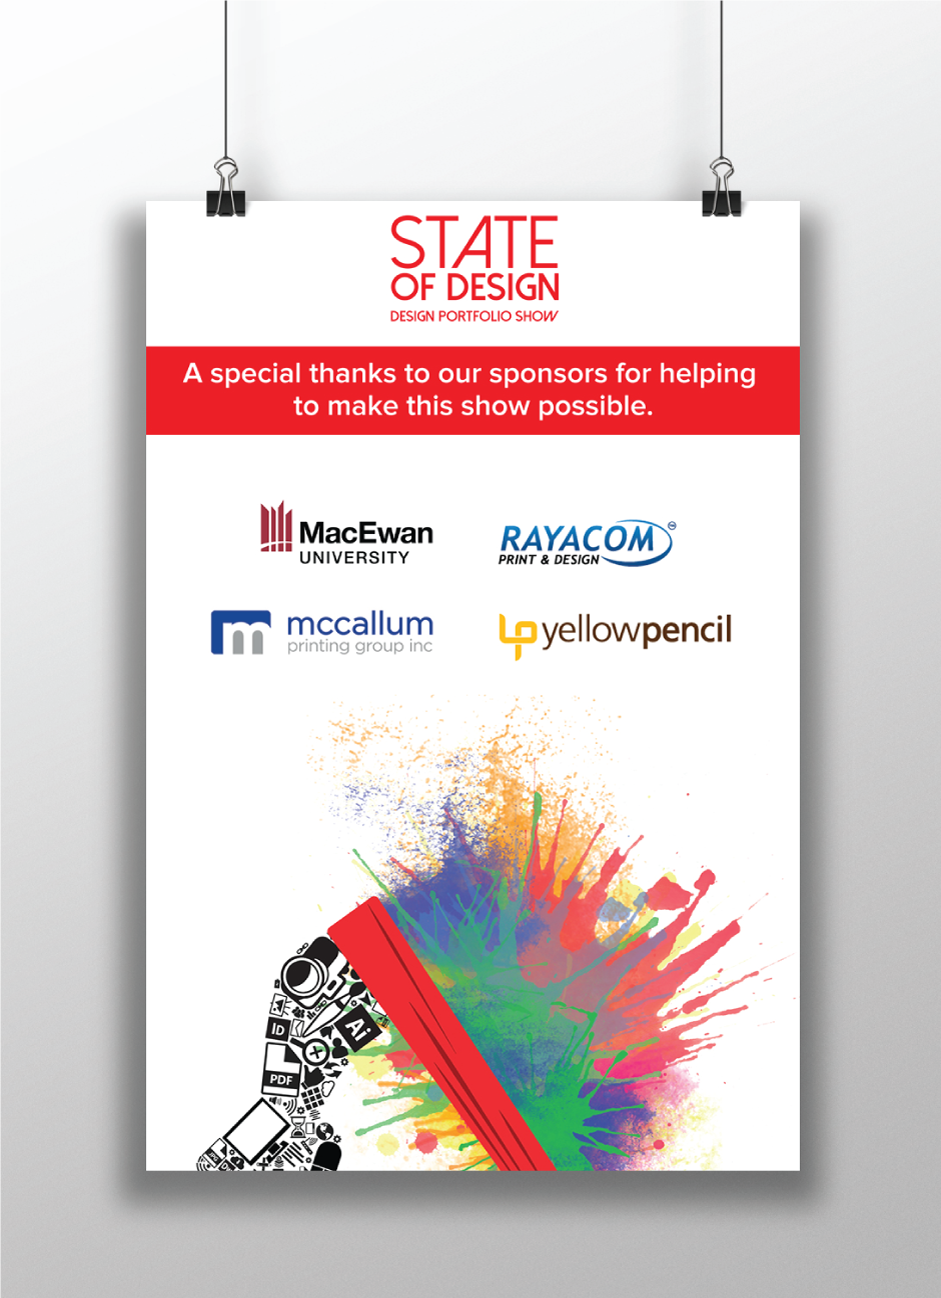 STATE
OF DESIGN
DESIGN PORTFOLIO SHOW
A special thanks to our sponsors for helping
to make this show possible.
MacEwan
UNIVERSITY
RAYACOM
PRINT & DESIGN
mccallum
printing group inc
yellowpencil
ID
Ai
PDF
JPG